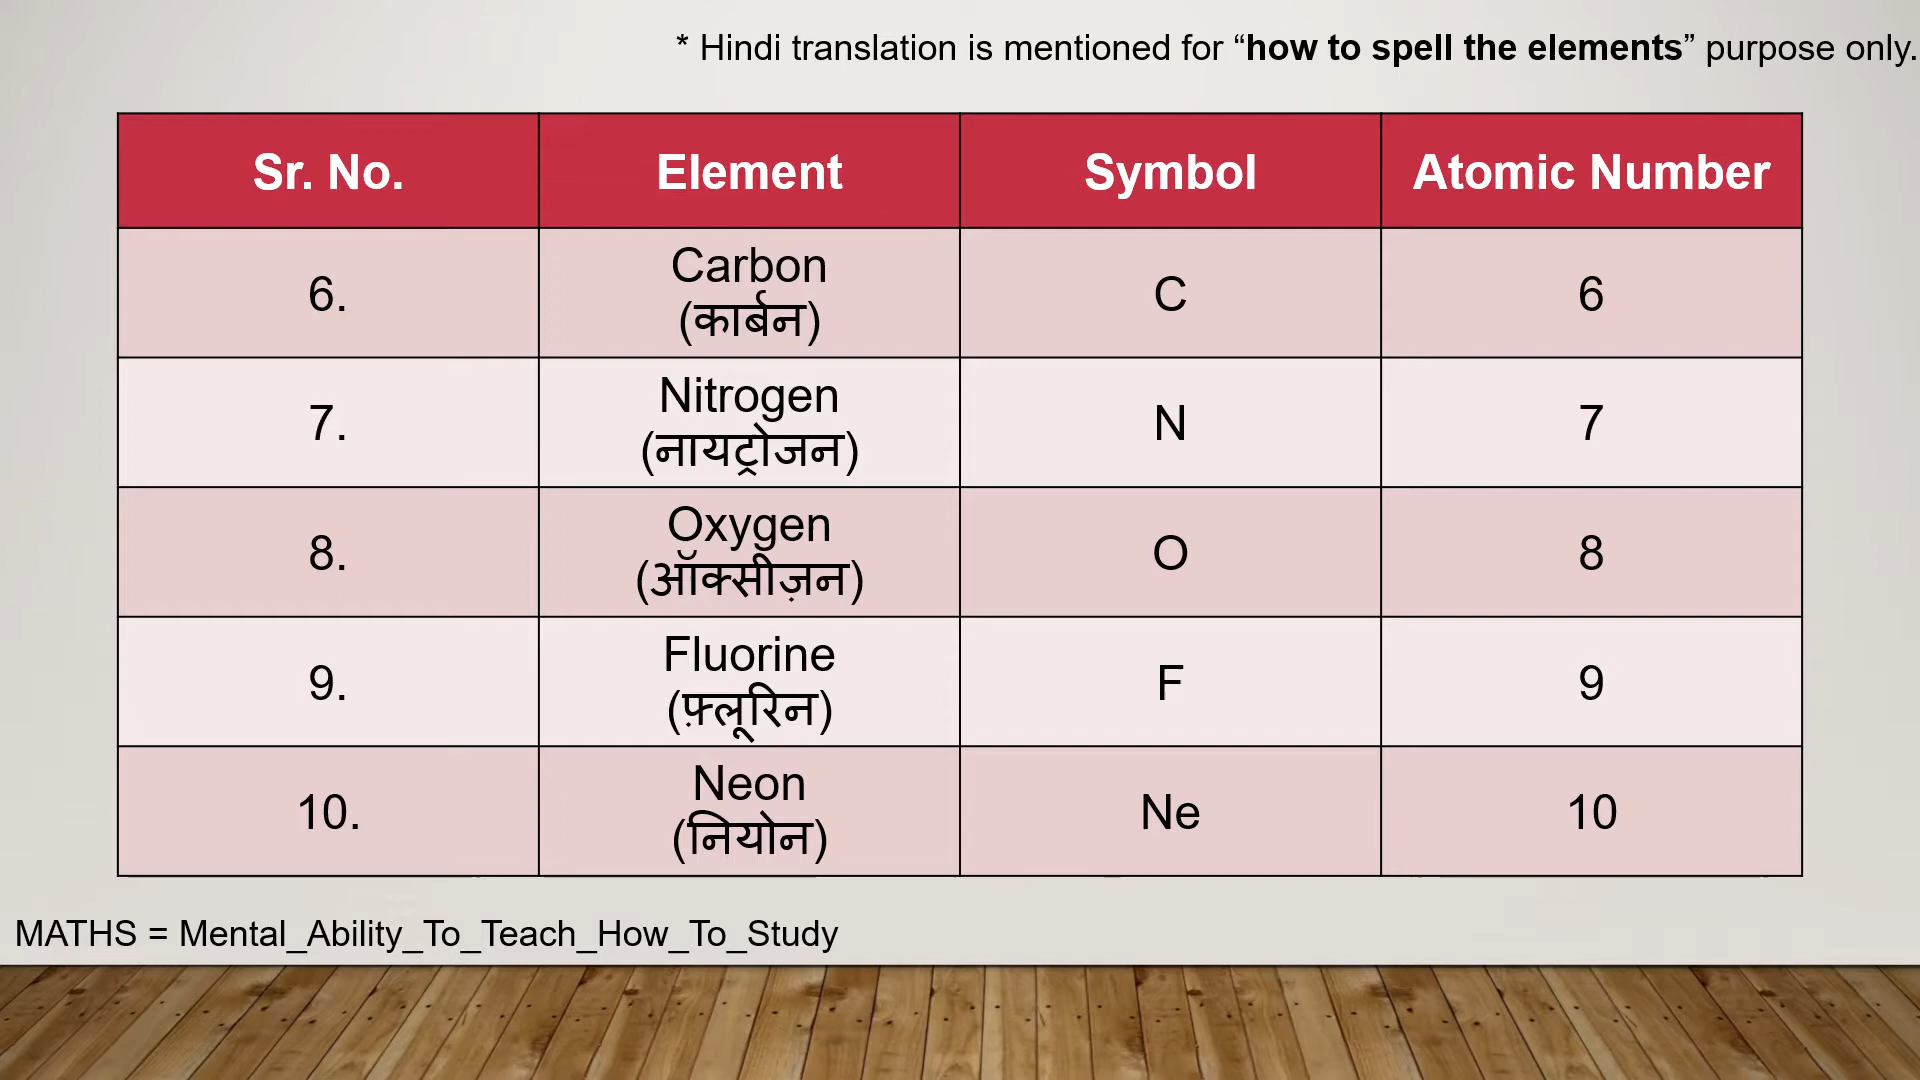 * Hindi translation is mentioned for “how to spell the elements” purpose only.
Sr. No. Element Symbol Atomic Number
6. Carbon C 6
(कार्बन)
7. Nitrogen N 7
(नायट्रोजन)
8. Oxygen O 8
(ऑक्सीज़न)
9. Fluorine F 9
(फ़्लूरिन)
10. Neon Ne 10
(नियोन)
MATHS = Mental_Ability_To_Teach_How_To_Study